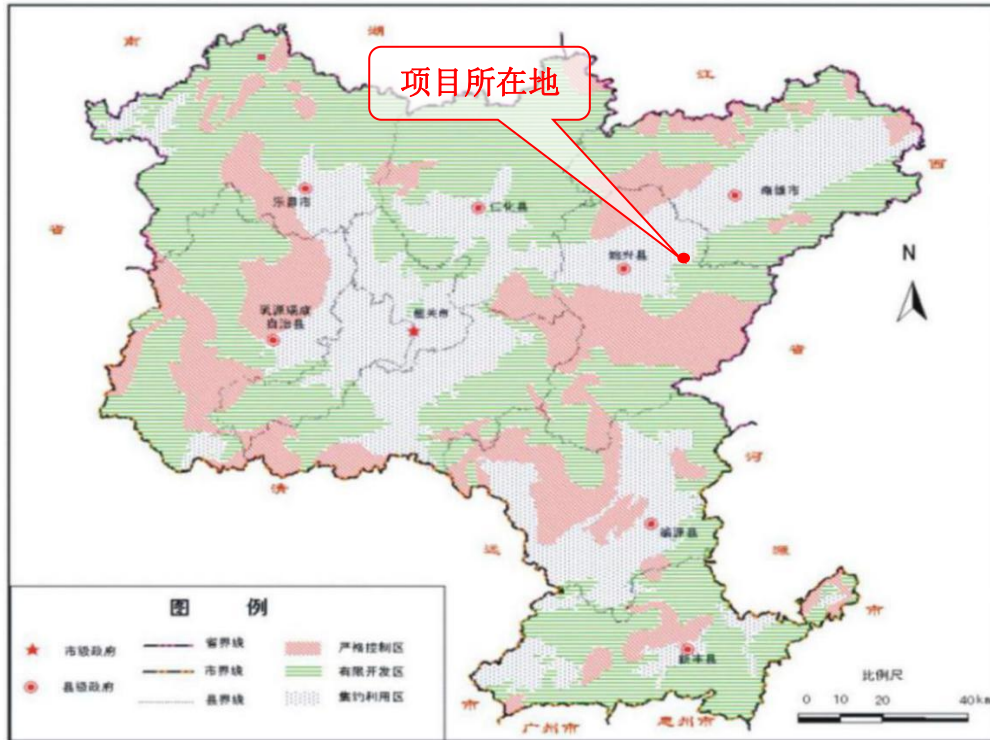 南
湖
江
西
省
项目所在地
乐昌市
仁化县
南雄市
始兴县
乳源瑶族
自治县
韶关市
N
省
清
远
河
源
翁源县
市
新丰县
市
广州市
惠州市
图 例
市级政府
县级政府
省界线
市界线
县界线
严格控制区
有限开发区
集约利用区
比例尺
0 10 20 40 km